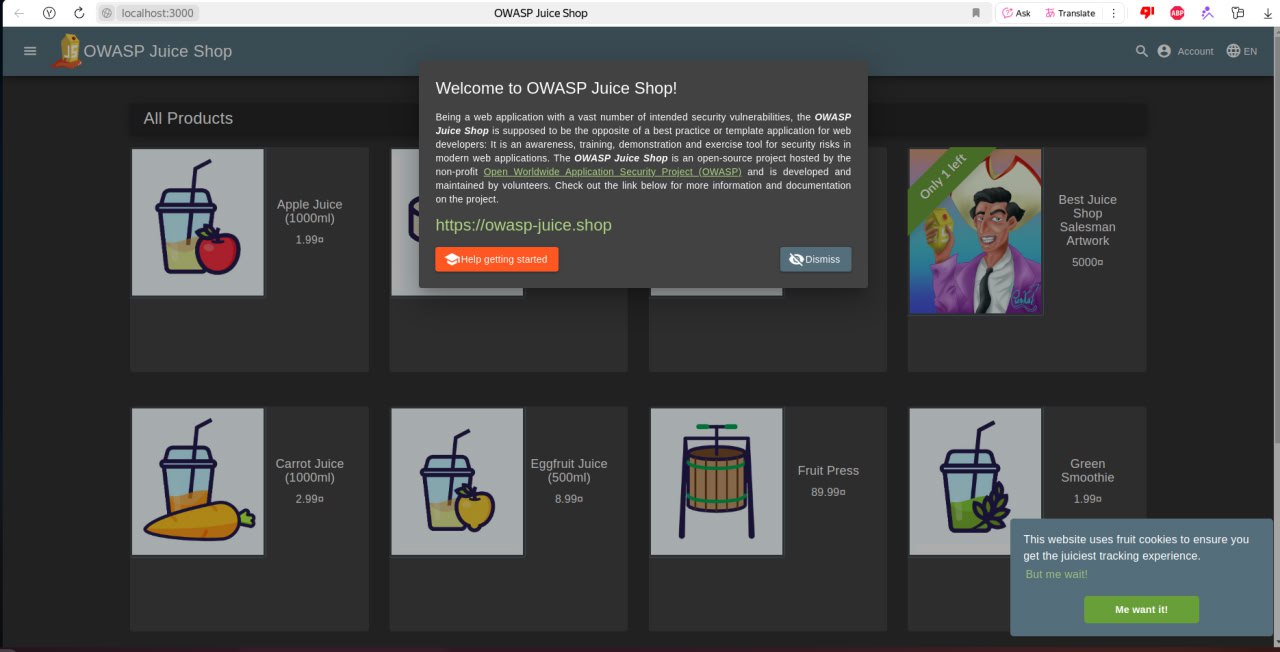 localhost:3000
OWASP Juice Shop
Ask
Translate
OWASP Juice Shop
Account
EN
All Products
Welcome to OWASP Juice Shop!
Being a web application with a vast number of intended security vulnerabilities, the OWASP
Juice Shop is supposed to be the opposite of a best practice or template application for web
developers: It is an awareness, training, demonstration and exercise tool for security risks in
modern web applications. The OWASP Juice Shop is an open-source project hosted by the
non-profit Open Worldwide Application Security Project (OWASP) and is developed and
maintained by volunteers. Check out the link below for more information and documentation
on the project.
https://owasp-juice.shop
Help getting started
Dismiss
Apple Juice
(1000ml)
1.99¤
Only 1 left
Best Juice
Shop
Salesman
Artwork
5000¤
Carrot Juice
(1000ml)
2.99¤
Eggfruit Juice
(500ml)
8.99¤
Fruit Press
89.99¤
Green
Smoothie
1.99¤
This website uses fruit cookies to ensure you
get the juiciest tracking experience.
But me wait!
Me want it!